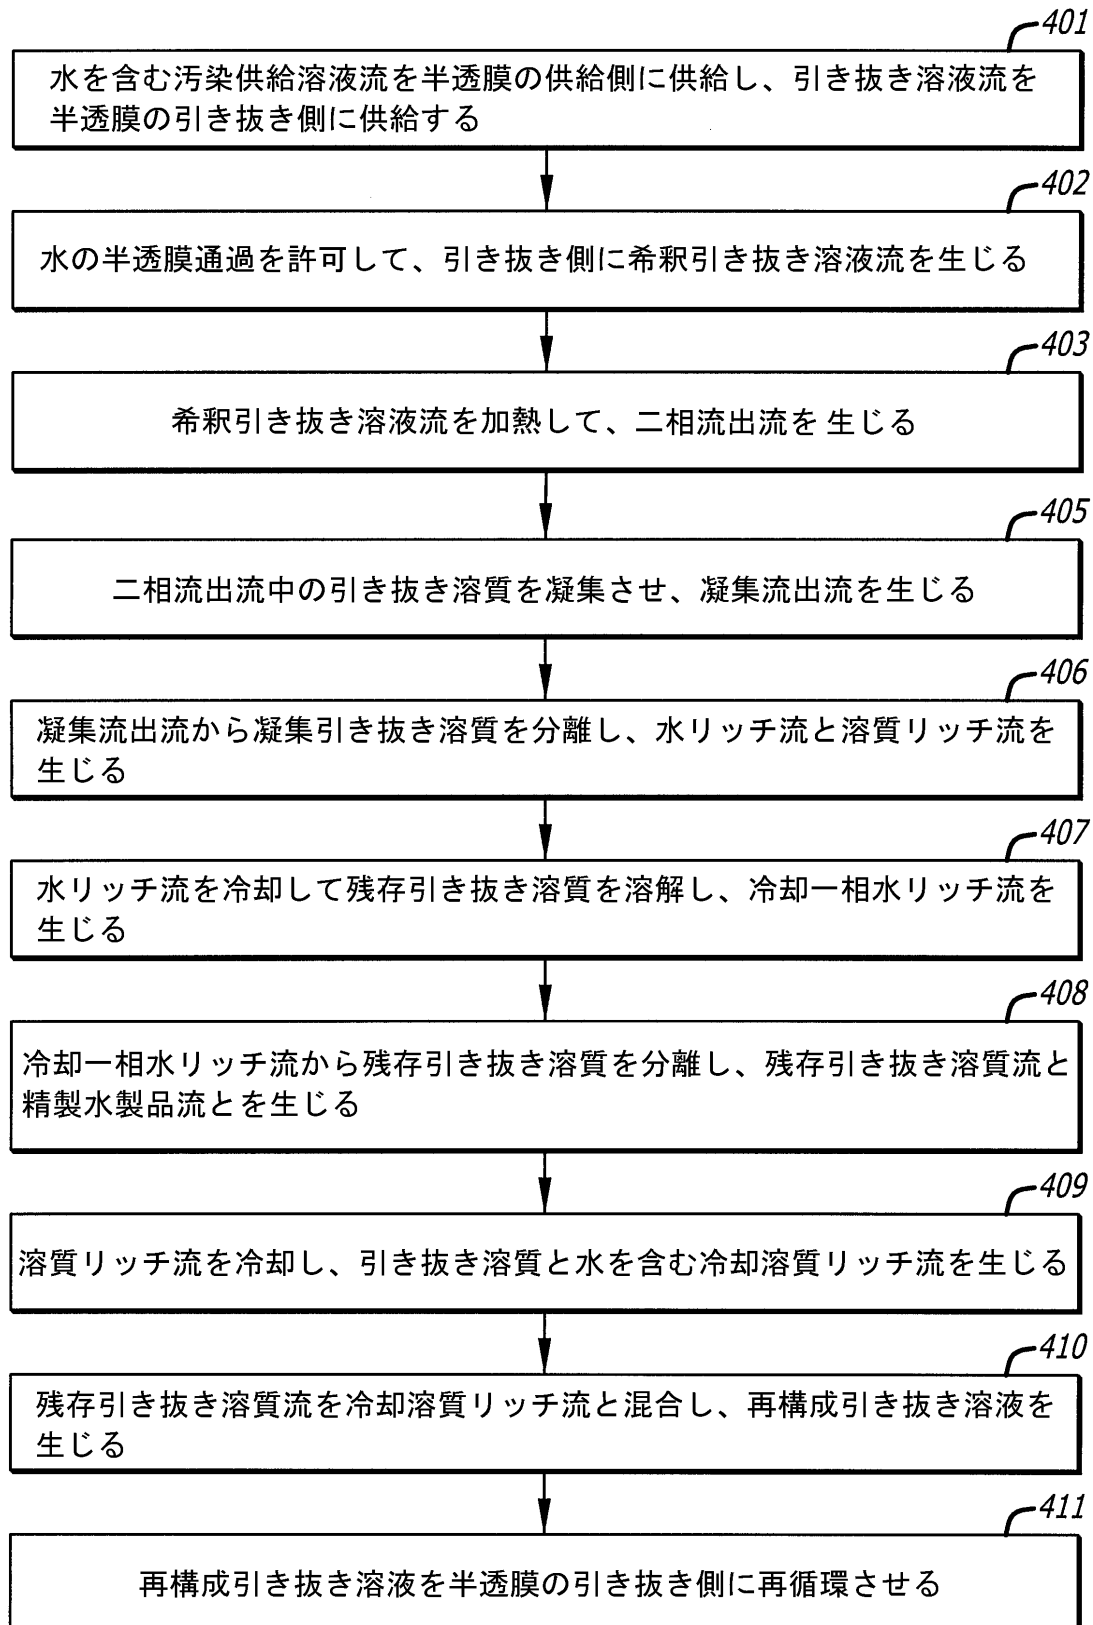 401
水を含む汚染供給溶液流を半透膜の供給側に供給し、引き抜き溶液流を
半透膜の引き抜き側に供給する
402
水の半透膜通過を許可して、引き抜き側に希釈引き抜き溶液流を生じる
403
希釈引き抜き溶液流を加熱して、二相流出流を 生じる
405
二相流出流中の引き抜き溶質を凝集させ、凝集流出流を生じる
406
凝集流出流から凝集引き抜き溶質を分離し、水リッチ流と溶質リッチ流を
生じる
407
水リッチ流を冷却して残存引き抜き溶質を溶解し、冷却一相水リッチ流を
生じる
408
冷却一相水リッチ流から残存引き抜き溶質を分離し、残存引き抜き溶質流と
精製水製品流とを生じる
409
溶質リッチ流を冷却し、引き抜き溶質と水を含む冷却溶質リッチ流を生じる
410
残存引き抜き溶質流を冷却溶質リッチ流と混合し、再構成引き抜き溶液を
生じる
411
再構成引き抜き溶液を半透膜の引き抜き側に再循環させる